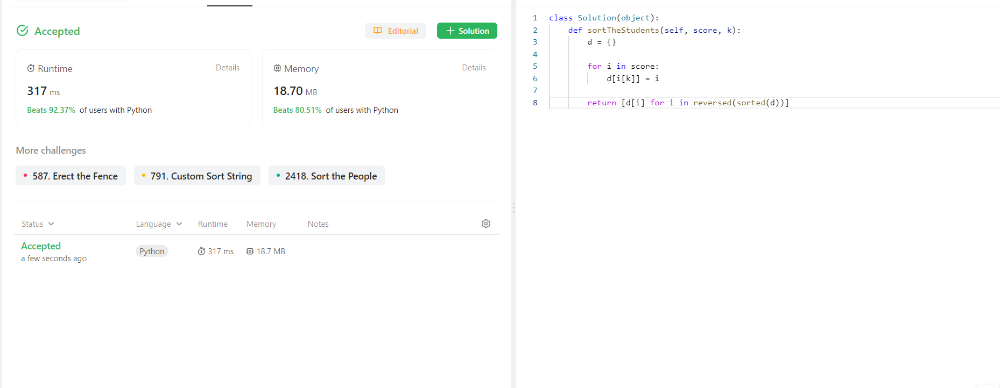 Accepted
Editorial
+ Solution
Runtime
Details
317 ms
Beats 92.37% of users with Python
Memory
Details
18.70 MB
Beats 80.51% of users with Python
More challenges
587. Erect the Fence
791. Custom Sort String
2418. Sort the People
Status
Language
Runtime
Memory
Notes
Accepted
a few seconds ago
Python
317 ms
18.7 MB
1 class Solution(object):
2     def sortTheStudents(self, score, k):
3         d = {}
4
5         for i in score:
6             d[i[k]] = i
7
8         return [d[i] for i in reversed(sorted(d))]